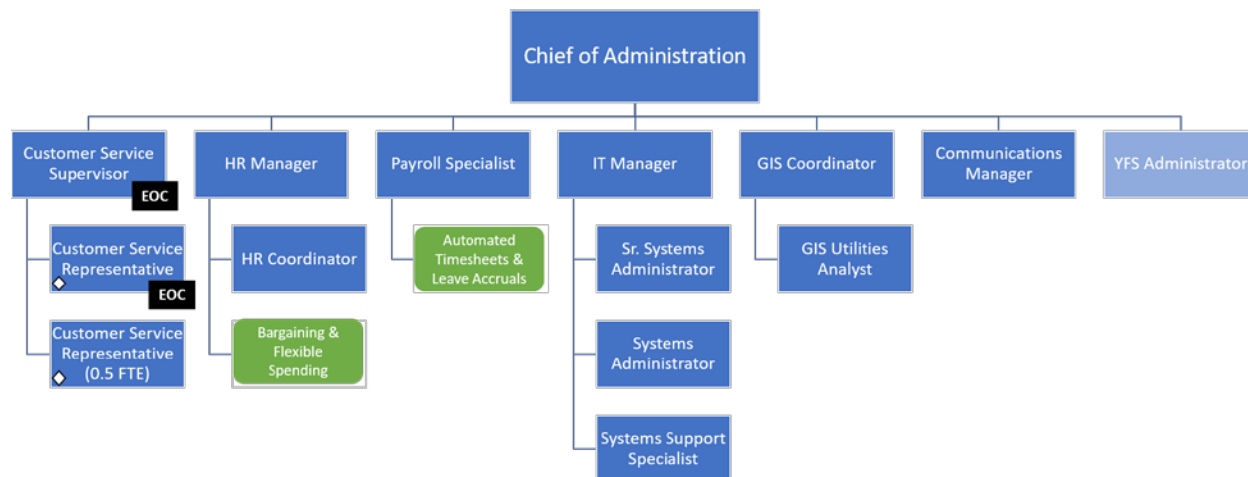 Chief of Administration
Customer Service
Supervisor
EOC
HR Manager
Payroll Specialist
IT Manager
GIS Coordinator
Communications
Manager
YFS Administrator
Customer Service
Representative
EOC
HR Coordinator
Automated
Timesheets &
Leave Accruals
Sr. Systems
Administrator
GIS Utilities
Analyst
Customer Service
Representative
(0.5 FTE)
Bargaining &
Flexible
Spending
Systems
Administrator
Systems Support
Specialist